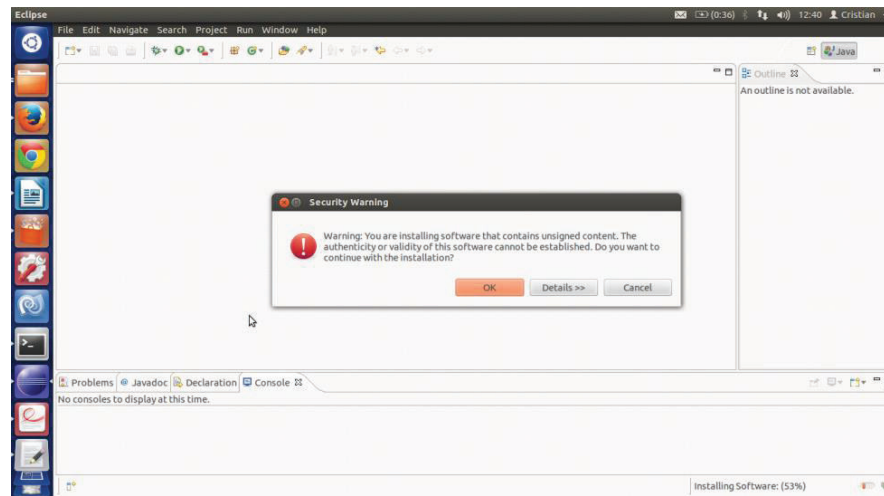 Eclipse
(0:36)
12:40
Cristian
File Edit Navigate Search Project Run Window Help
Java
Outline
An outline is not available.
Security Warning
Warning: You are installing software that contains unsigned content. The
authenticity or validity of this software cannot be established. Do you want to
continue with the installation?
OK
Details >>
Cancel
Problems
Javadoc
Declaration
Console
No consoles to display at this time.
Installing Software: (53%)